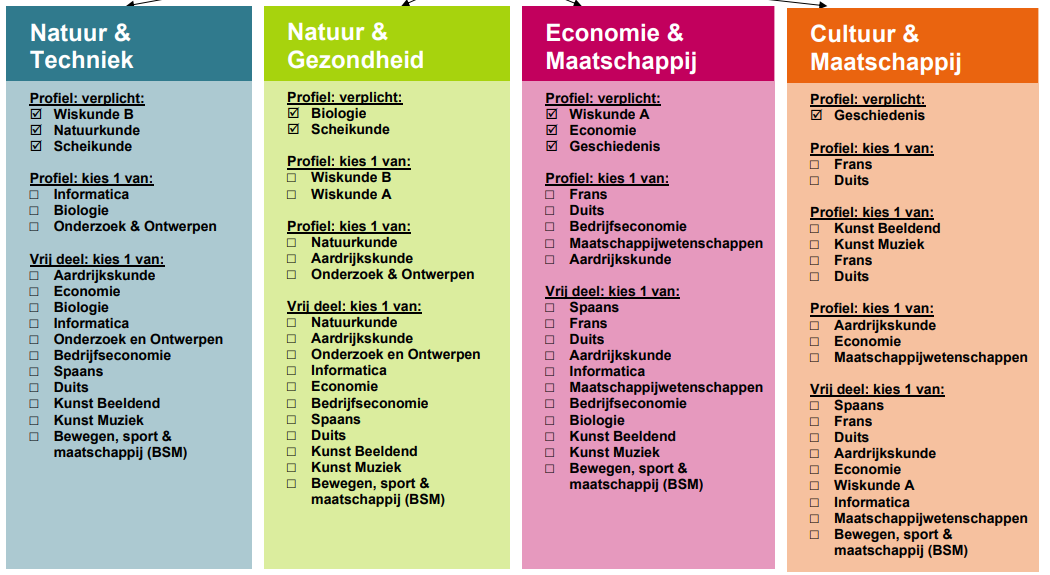 Natuur &
Techniek
Profiel: verplicht:
☑ Wiskunde B
☑ Natuurkunde
☑ Scheikunde
Profiel: kies 1 van:
□ Informatica
□ Biologie
□ Onderzoek & Ontwerpen
Vrij deel: kies 1 van:
□ Aardrijkskunde
□ Economie
□ Biologie
□ Informatica
□ Onderzoek en Ontwerpen
□ Bedrijfseconomie
□ Spaans
□ Duits
□ Kunst Beeldend
□ Kunst Muziek
□ Bewegen, sport &
maatschappij (BSM)
Natuur &
Gezondheid
Profiel: verplicht:
☑ Biologie
☑ Scheikunde
Profiel: kies 1 van:
□ Wiskunde B
□ Wiskunde A
Profiel: kies 1 van:
□ Natuurkunde
□ Aardrijkskunde
□ Onderzoek & Ontwerpen
Vrij deel: kies 1 van:
□ Natuurkunde
□ Aardrijkskunde
□ Onderzoek en Ontwerpen
□ Informatica
□ Economie
□ Bedrijfseconomie
□ Spaans
□ Duits
□ Kunst Beeldend
□ Kunst Muziek
□ Bewegen, sport &
maatschappij (BSM)
Economie &
Maatschappij
Profiel: verplicht:
☑ Wiskunde A
☑ Economie
☑ Geschiedenis
Profiel: kies 1 van:
□ Frans
□ Duits
□ Bedrijfseconomie
□ Maatschappijwetenschappen
□ Aardrijkskunde
Vrij deel: kies 1 van:
□ Spaans
□ Frans
□ Duits
□ Aardrijkskunde
□ Informatica
□ Maatschappijwetenschappen
□ Bedrijfseconomie
□ Biologie
□ Kunst Beeldend
□ Kunst Muziek
□ Bewegen, sport &
maatschappij (BSM)
Cultuur &
Maatschappij
Profiel: verplicht:
☑ Geschiedenis
Profiel: kies 1 van:
□ Frans
□ Duits
Profiel: kies 1 van:
□ Kunst Beeldend
□ Kunst Muziek
□ Frans
□ Duits
Profiel: kies 1 van:
□ Aardrijkskunde
□ Economie
□ Maatschappijwetenschappen
Vrij deel: kies 1 van:
□ Spaans
□ Frans
□ Duits
□ Aardrijkskunde
□ Economie
□ Wiskunde A
□ Informatica
□ Maatschappijwetenschappen
□ Bewegen, sport &
maatschappij (BSM)